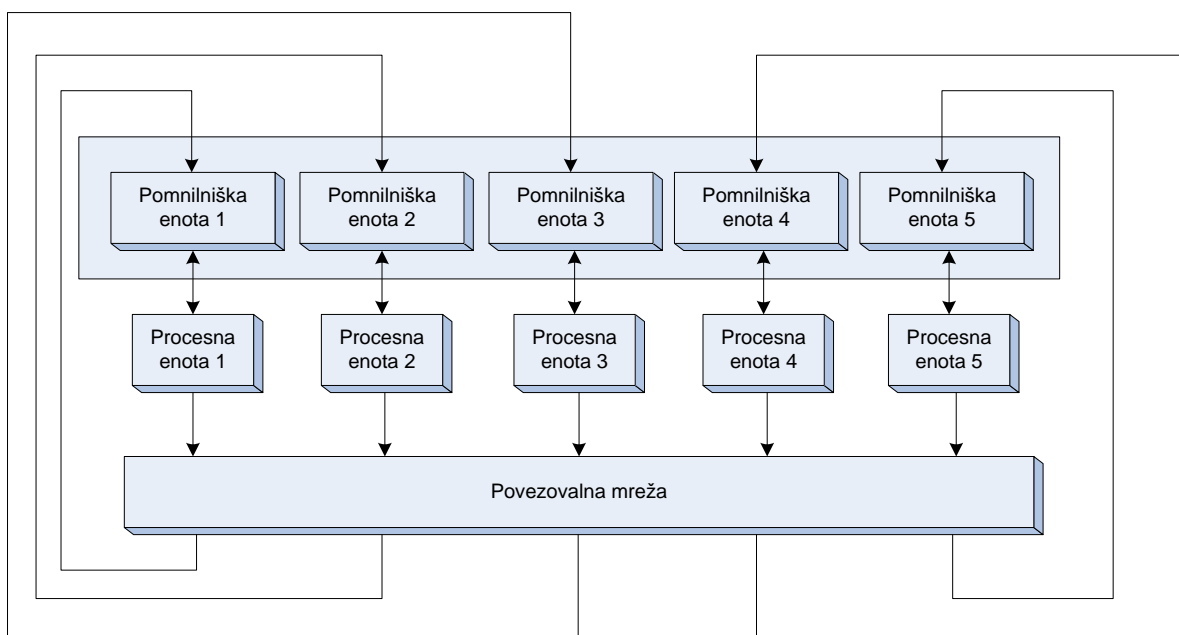 Pomnilniška
enota 1
Pomnilniška
enota 2
Pomnilniška
enota 3
Pomnilniška
enota 4
Pomnilniška
enota 5
Procesna
enota 1
Procesna
enota 2
Procesna
enota 3
Procesna
enota 4
Procesna
enota 5
Povezovalna mreža